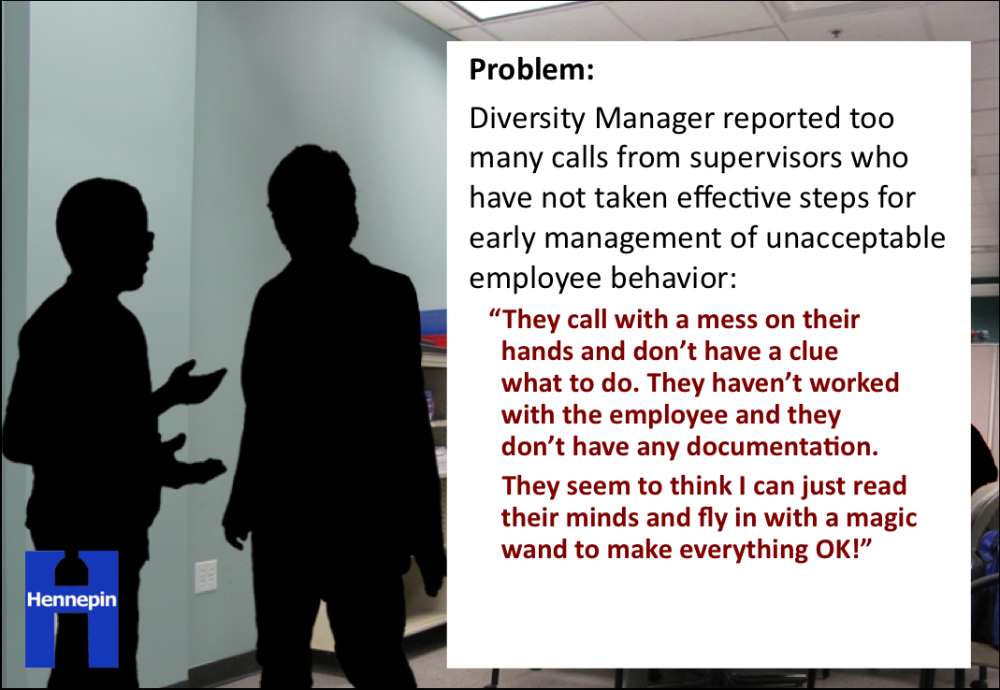 Problem:
Diversity Manager reported too
many calls from supervisors who
have not taken effective steps for
early management of unacceptable
employee behavior:
“They call with a mess on their
hands and don’t have a clue
what to do. They haven’t worked
with the employee and they
don’t have any documentation.
They seem to think I can just read
their minds and fly in with a magic
wand to make everything OK!”
Hennepin